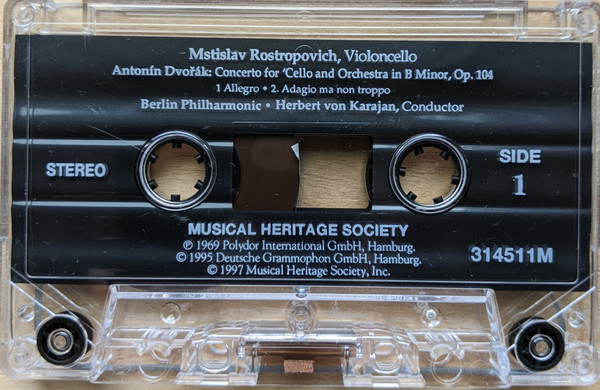 Mstislav Rostropovich, Violoncello
Antonín Dvořák: Concerto for 'Cello and Orchestra in B Minor, Op. 104
1 Allegro • 2. Adagio ma non troppo
Berlin Philharmonic • Herbert von Karajan, Conductor
STEREO
SIDE
1
MUSICAL HERITAGE SOCIETY
℗ 1969 Polydor International GmbH, Hamburg.
© 1995 Deutsche Grammophon GmbH, Hamburg.
© 1997 Musical Heritage Society, Inc.
314511M